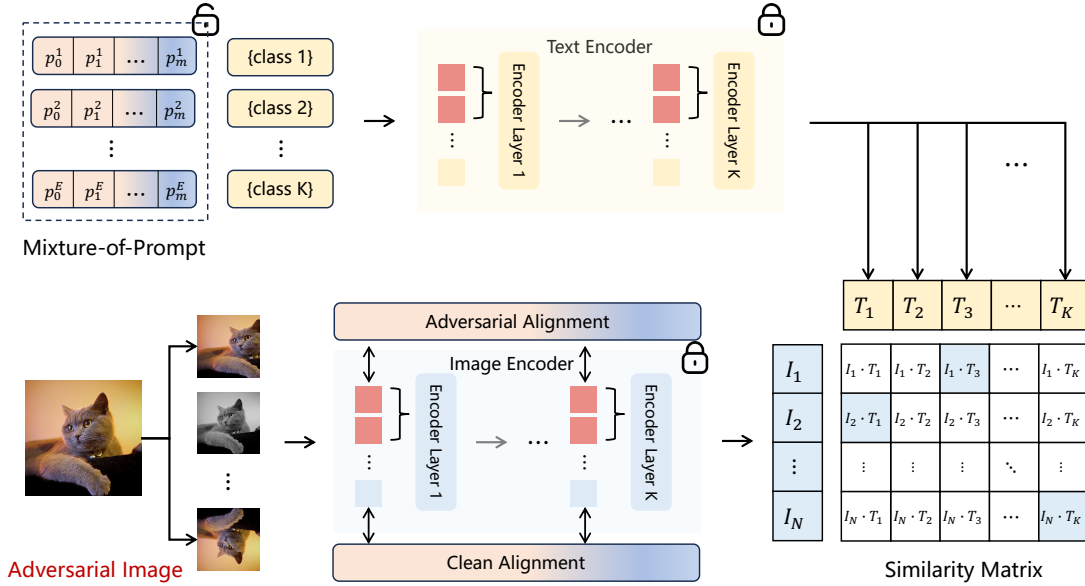 p_0^1 p_1^1 ... p_m^1 {class 1}
p_0^2 p_1^2 ... p_m^2 {class 2}
⋮ ⋮
p_0^E p_1^E ... p_m^E {class K}
Mixture-of-Prompt
Text Encoder
Encoder Layer 1
...
Encoder Layer K
...
T_1 T_2 T_3 ... T_K
Adversarial Alignment
Image Encoder
Encoder Layer 1
...
Encoder Layer K
Clean Alignment
Adversarial Image
I_1 I_1 · T_1 I_1 · T_2 I_1 · T_3 ... I_1 · T_K
I_2 I_2 · T_1 I_2 · T_2 I_2 · T_3 ... I_2 · T_K
⋮ ⋮ ⋮ ⋮ ⋱ ⋮
I_N I_N · T_1 I_N · T_2 I_N · T_3 ... I_N · T_K
Similarity Matrix